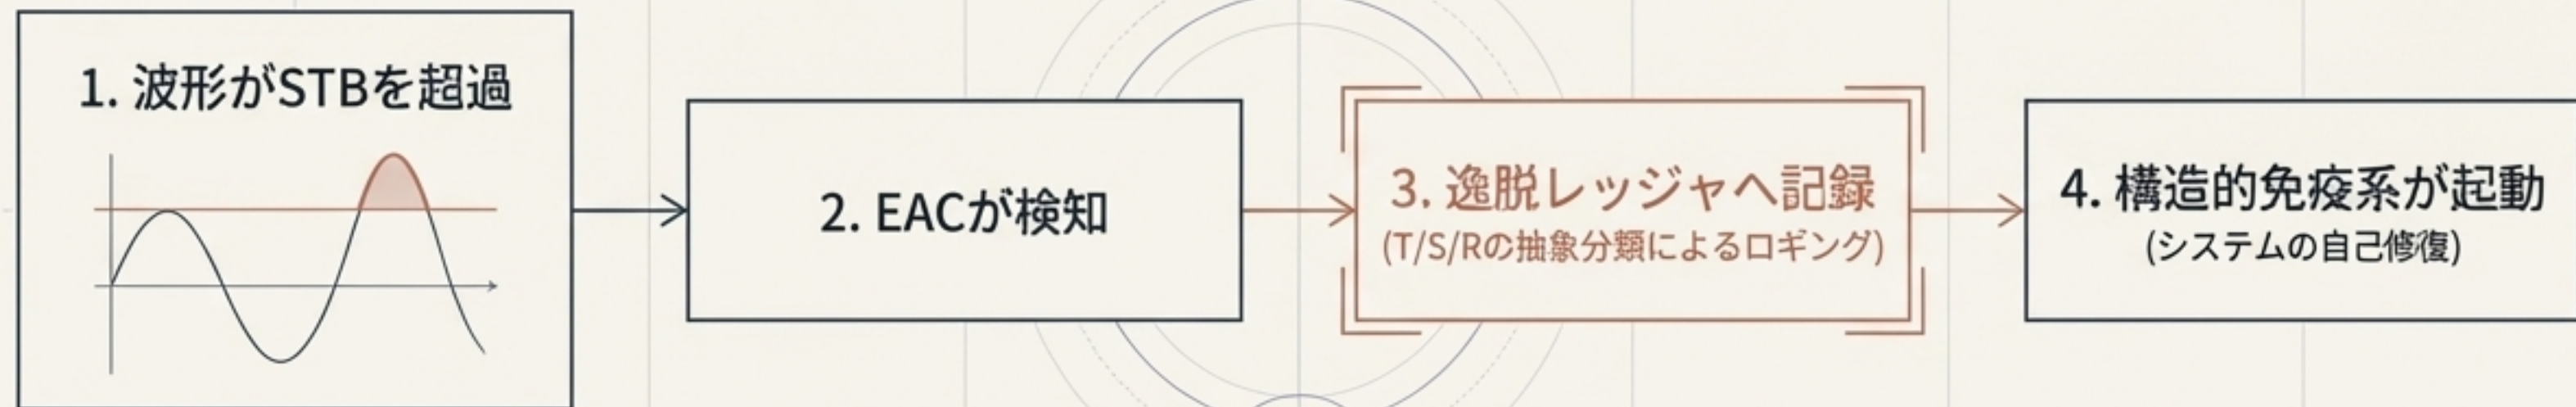 1. 波形がSTBを超過
2. EACが検知
3. 逸脱レッジャへ記録
(T/S/Rの抽象分類によるロギング)
4. 構造的免疫系が起動
(システムの自己修復)